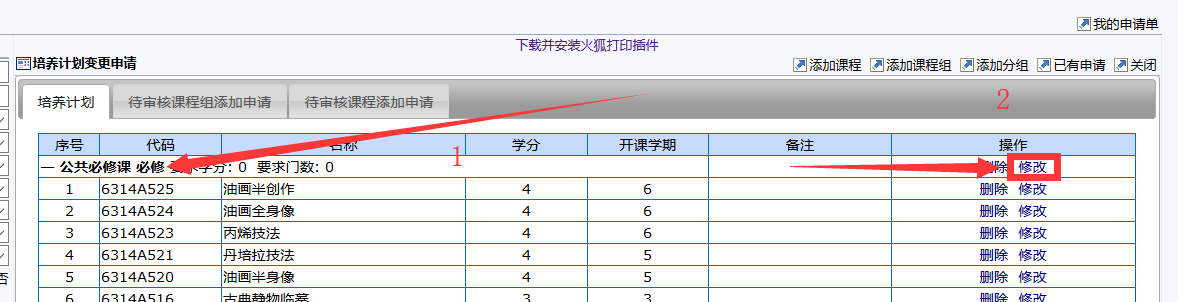 我的申请单
下载并安装火狐打印插件
培养计划变更申请 添加课程 添加课程组 添加分组 已有申请 关闭
培养计划 待审核课程组添加申请 待审核课程添加申请 2
序号 代码 名称 学分 开课学期 备注 操作
一 公共必修课 必修 学分: 0 要求门数: 0 1 删除 修改
1 6314A525 油画半创作 4 6 删除 修改
2 6314A524 油画全身像 4 6 删除 修改
3 6314A523 丙烯技法 4 6 删除 修改
4 6314A521 丹培拉技法 4 5 删除 修改
5 6314A520 油画半身像 4 5 删除 修改
否
6 6314A516 古典静物临摹 3 3 删除 修改